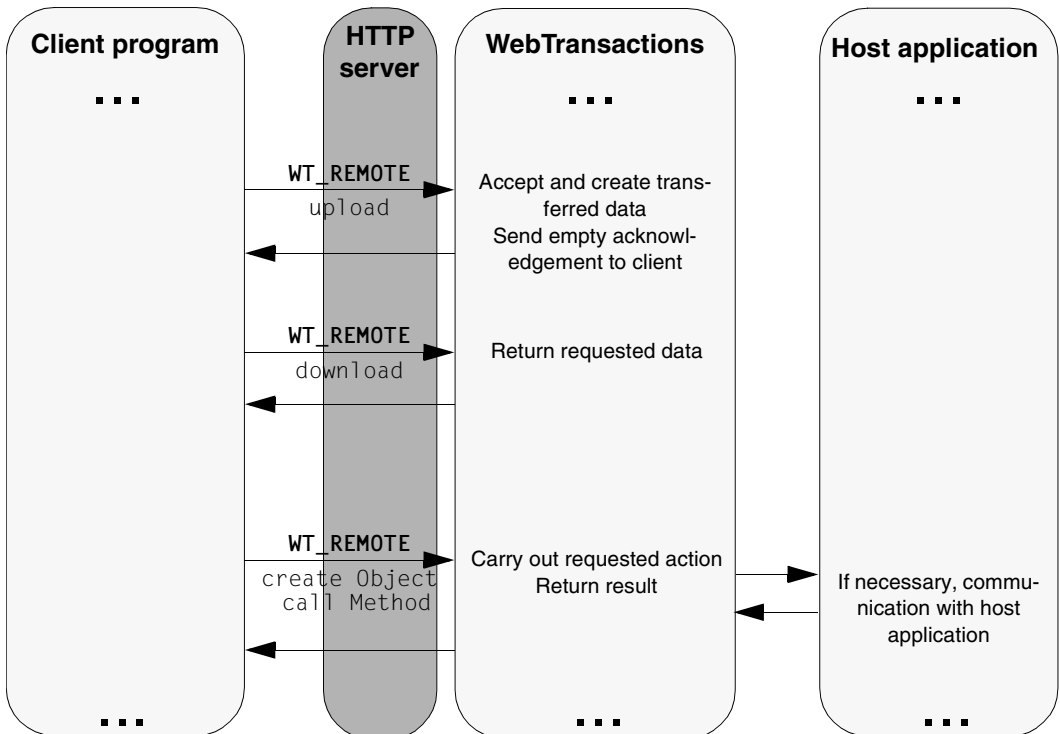 Client program
HTTP
server
WebTransactions
Host application
...
...
...
WT_REMOTE
upload
Accept and create trans-
ferred data
Send empty acknowl-
edgement to client
WT_REMOTE
download
Return requested data
WT_REMOTE
create Object
call Method
Carry out requested action
Return result
If necessary, commu-
nication with host
application
...
...
...